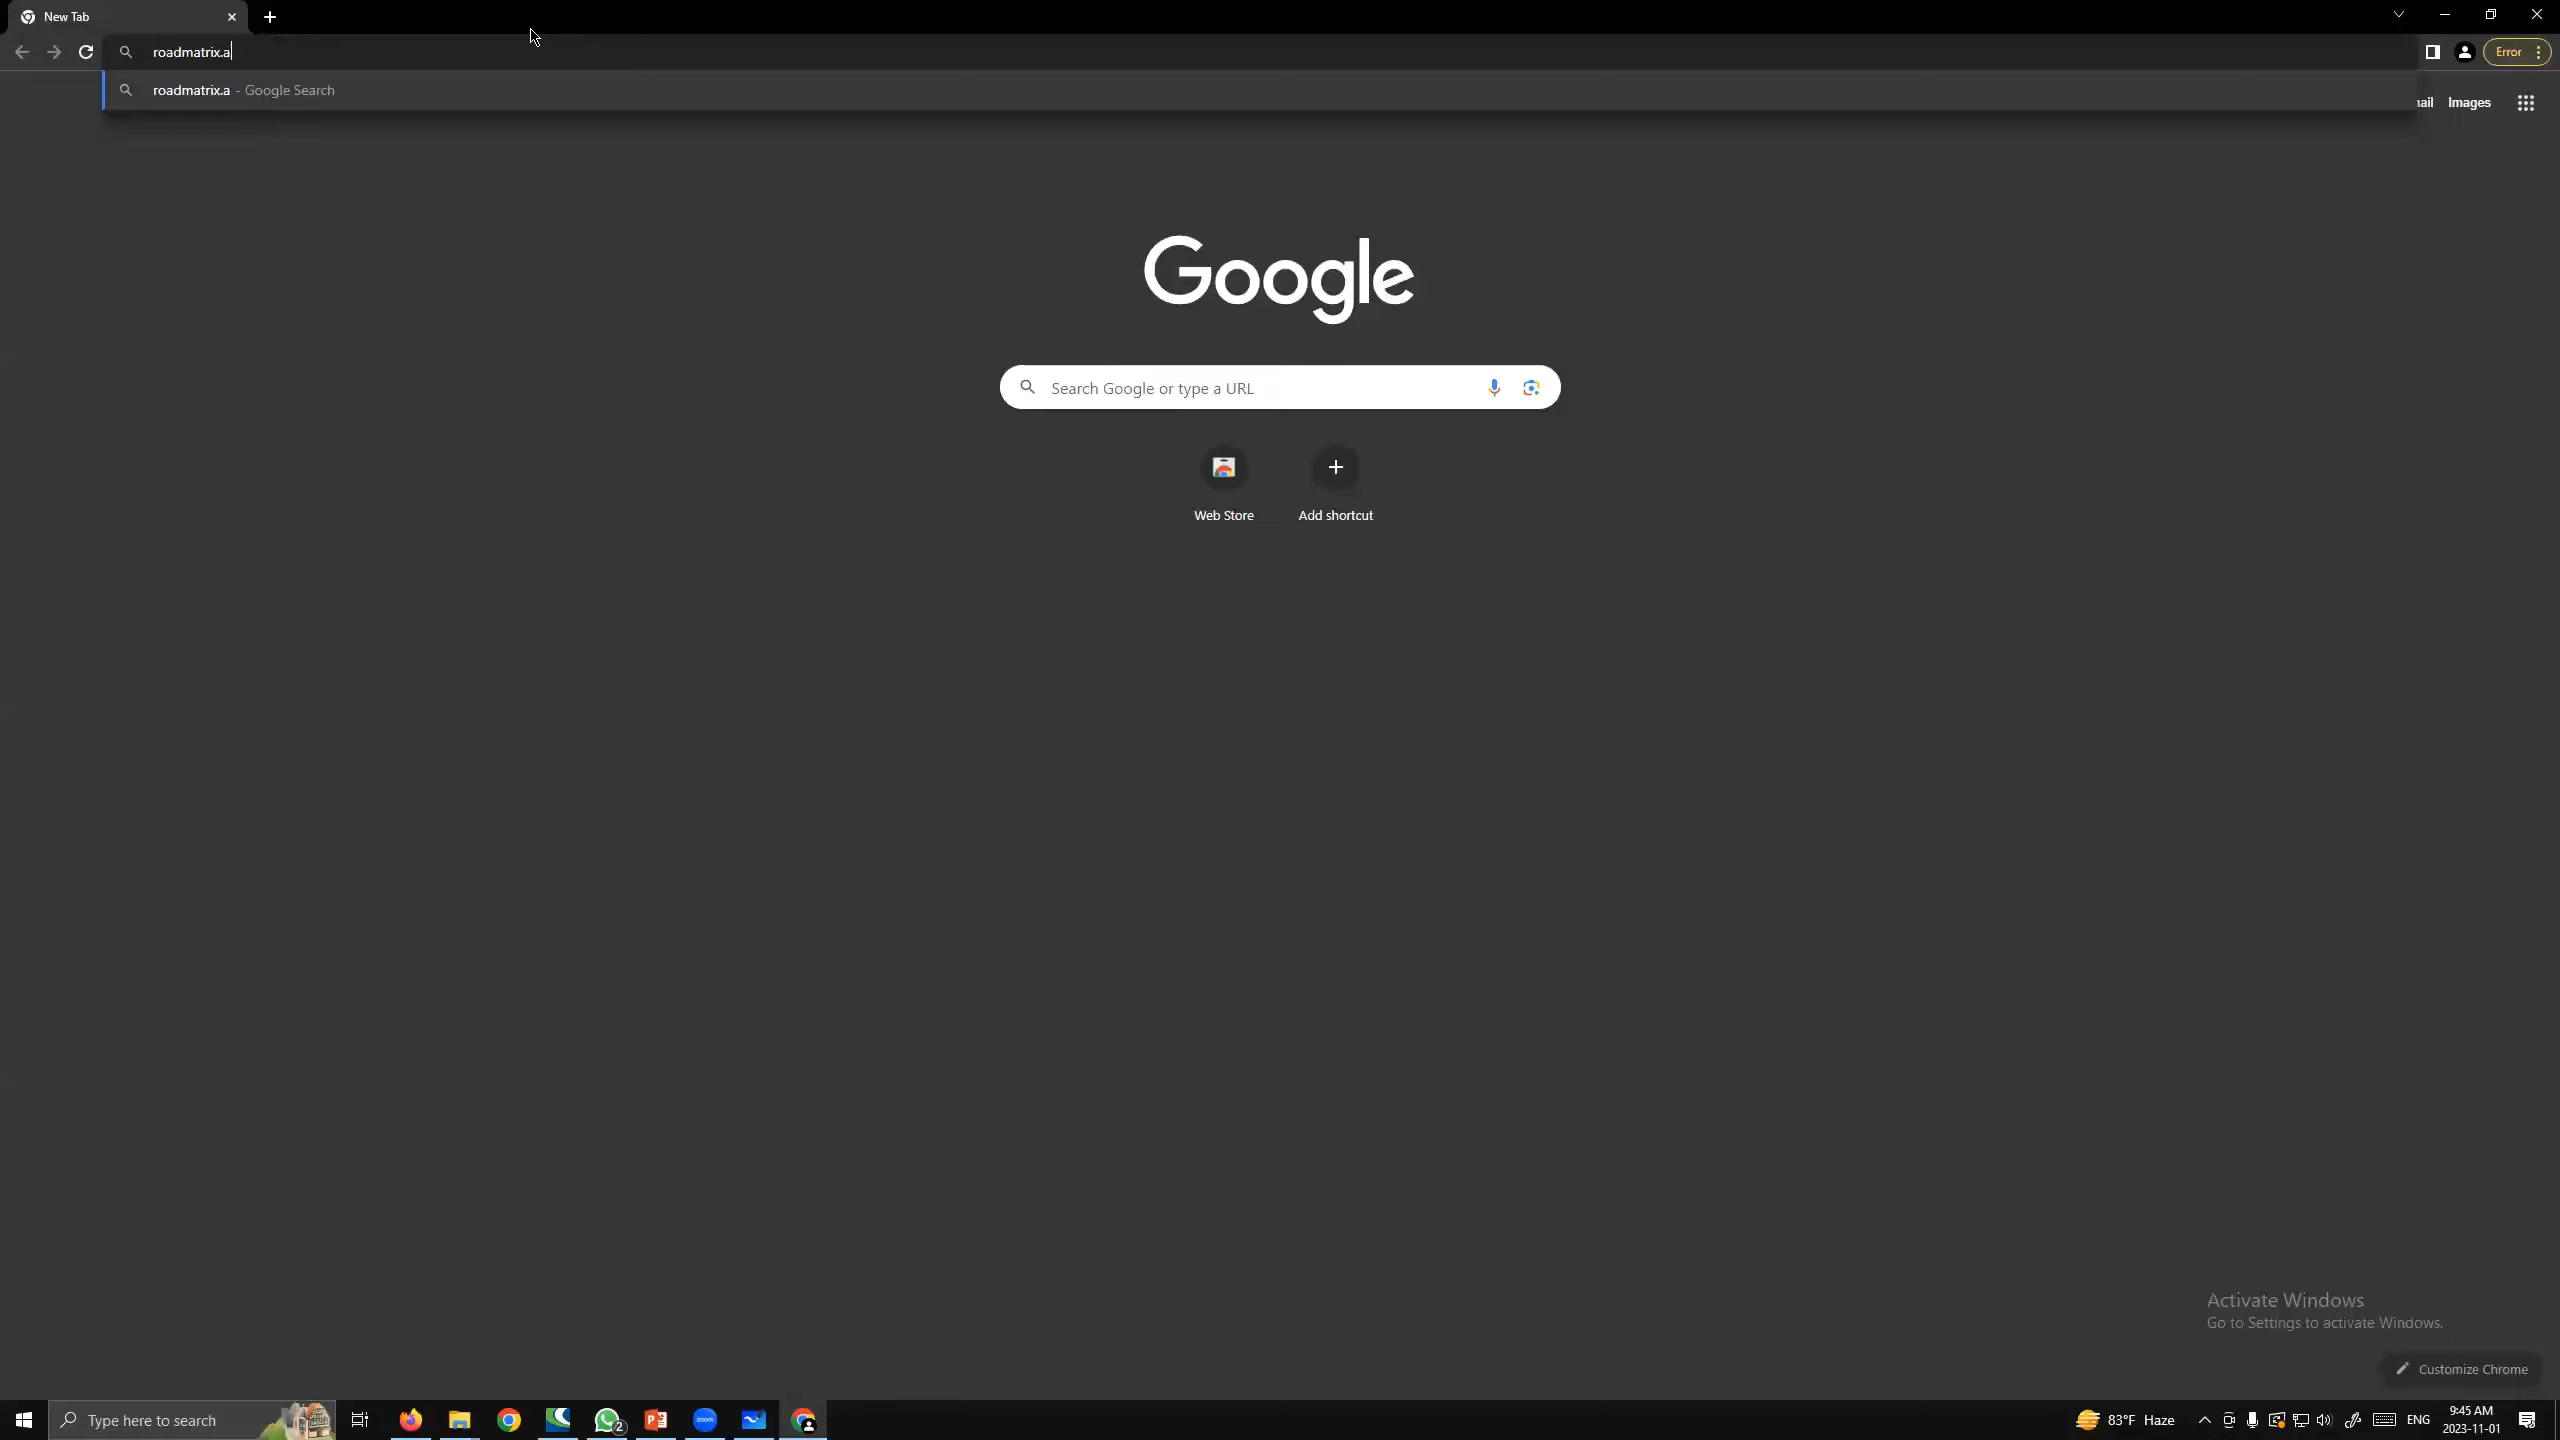 New Tab
roadmatrix.a
Error
roadmatrix.a - Google Search
ail Images
Google
Search Google or type a URL
Web Store Add shortcut
Activate Windows
Go to Settings to activate Windows.
Customize Chrome
Type here to search
2
zoom
83°F Haze
ENG
9:45 AM
2023-11-01